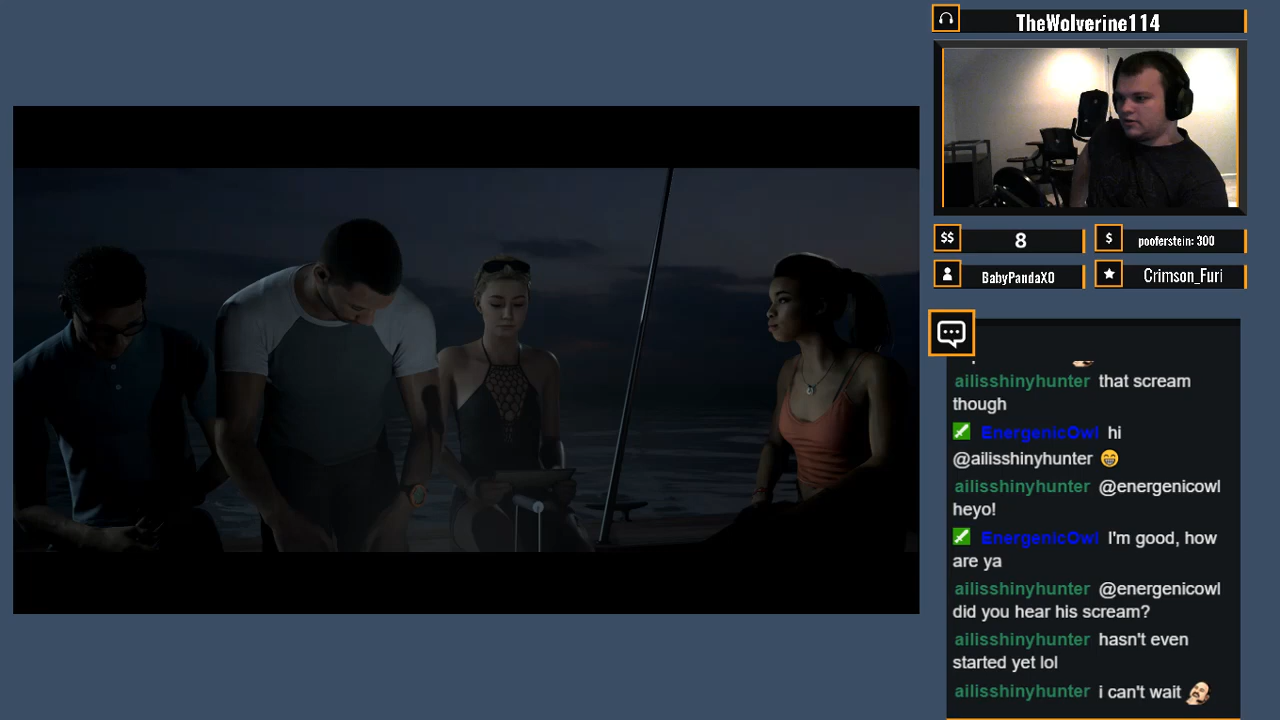 TheWolverine114
$$ 8
$ pooferstein: 300
BabyPandaXO
Crimson_Furi
ailisshinyhunter that scream
though
EnergenicOwl hi
@ailisshinyhunter 😁
ailisshinyhunter @energenicowl
heyo!
EnergenicOwl I'm good, how
are ya
ailisshinyhunter @energenicowl
did you hear his scream?
ailisshinyhunter hasn't even
started yet lol
ailisshinyhunter i can't wait